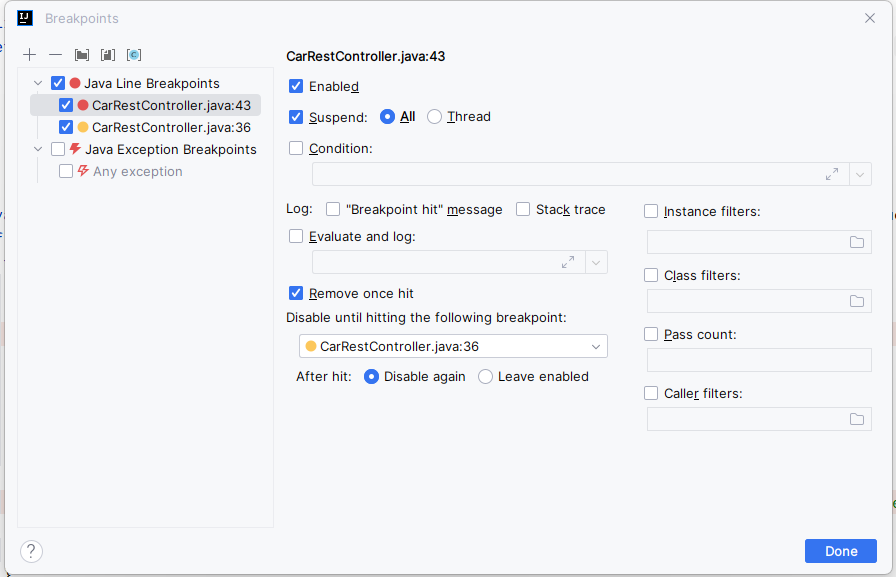 Breakpoints
Java Line Breakpoints
CarRestController.java:43
CarRestController.java:36
Java Exception Breakpoints
Any exception
CarRestController.java:43
Enabled
Suspend: All Thread
Condition:
Log: "Breakpoint hit" message Stack trace
Evaluate and log:
Remove once hit
Disable until hitting the following breakpoint:
CarRestController.java:36
After hit: Disable again Leave enabled
Instance filters:
Class filters:
Pass count:
Caller filters:
?
Done